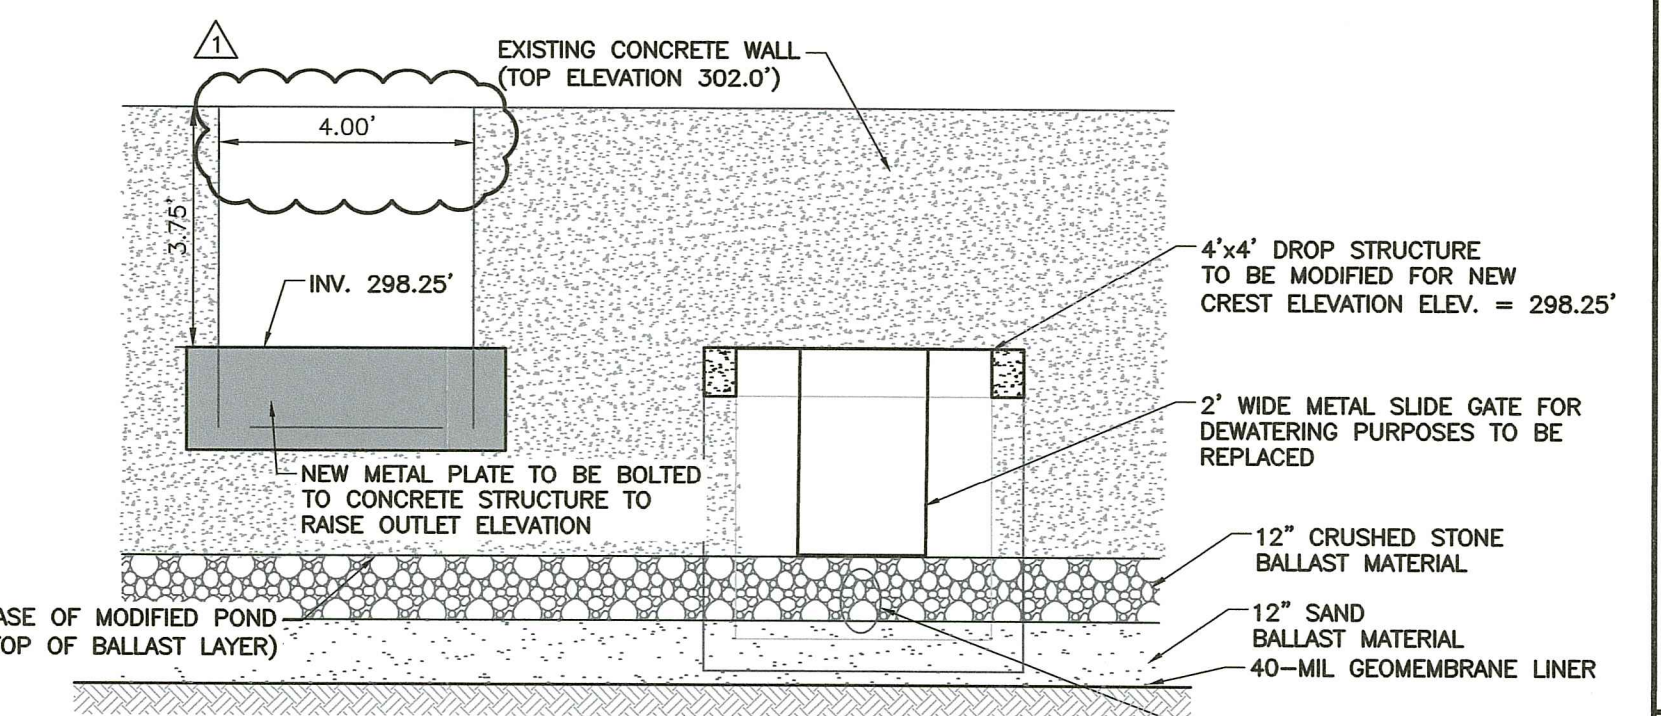 1
EXISTING CONCRETE WALL
(TOP ELEVATION 302.0')
4.00'
3.75'
INV. 298.25'
4'x4' DROP STRUCTURE
TO BE MODIFIED FOR NEW
CREST ELEVATION ELEV. = 298.25'
2' WIDE METAL SLIDE GATE FOR
DEWATERING PURPOSES TO BE
REPLACED
NEW METAL PLATE TO BE BOLTED
TO CONCRETE STRUCTURE TO
RAISE OUTLET ELEVATION
12" CRUSHED STONE
BALLAST MATERIAL
ASE OF MODIFIED POND
TOP OF BALLAST LAYER)
12" SAND
BALLAST MATERIAL
40-MIL GEOMEMBRANE LINER